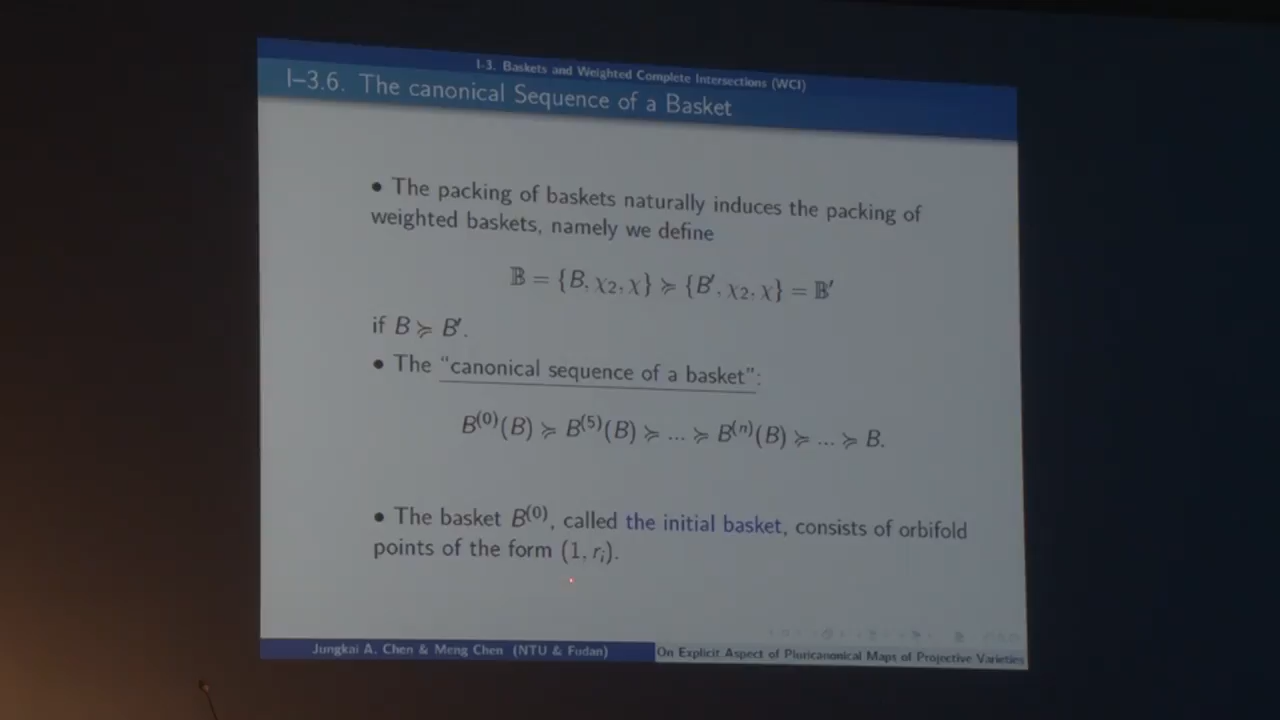 I-3. Baskets and Weighted Complete Intersections (WCI)
I–3.6. The canonical Sequence of a Basket
• The packing of baskets naturally induces the packing of
weighted baskets, namely we define
𝔹 = {B, χ₂, χ} ≽ {B′, χ₂, χ} = 𝔹′
if B ≽ B′.
• The “canonical sequence of a basket”:
B⁽⁰⁾(B) ≽ B⁽⁵⁾(B) ≽ ... ≽ B⁽ⁿ⁾(B) ≽ ... ≽ B.
• The basket B⁽⁰⁾, called the initial basket, consists of orbifold
points of the form (1, rᵢ).
Jungkai A. Chen & Meng Chen (NTU & Fudan)
On Explicit Aspect of Pluricanonical Maps of Projective Varieties